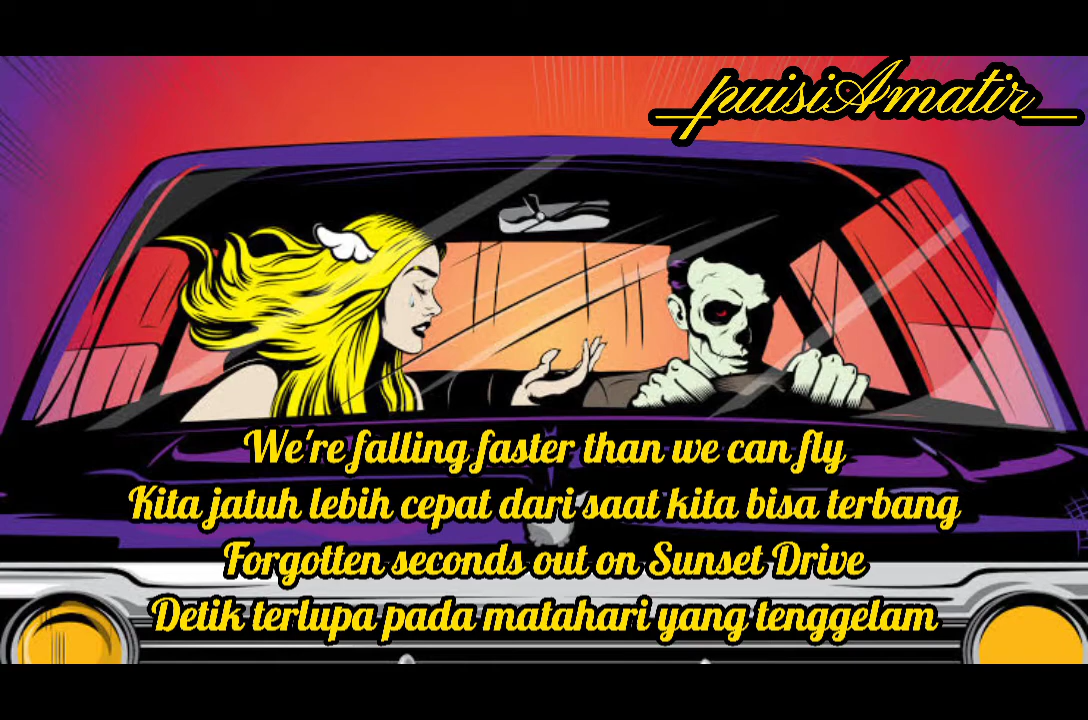 _puisiAmatir_
We're falling faster than we can fly
Kita jatuh lebih cepat dari saat kita bisa terbang
Forgotten seconds out on Sunset Drive
Detik terlupa pada matahari yang tenggelam